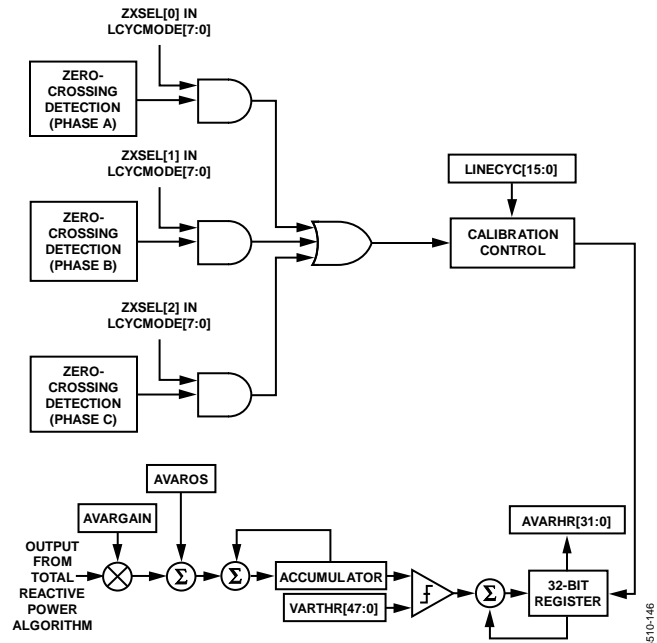 ZXSEL[0] IN
LCYCMODE[7:0]
ZERO-
CROSSING
DETECTION
(PHASE A)
ZXSEL[1] IN
LCYCMODE[7:0]
LINECYC[15:0]
ZERO-
CROSSING
DETECTION
(PHASE B)
CALIBRATION
CONTROL
ZXSEL[2] IN
LCYCMODE[7:0]
ZERO-
CROSSING
DETECTION
(PHASE C)
AVAROS
AVARGAIN
AVARHR[31:0]
OUTPUT
FROM
TOTAL
REACTIVE
POWER
ALGORITHM
Σ
Σ
ACCUMULATOR
VARTHR[47:0]
Σ
32-BIT
REGISTER
510-146